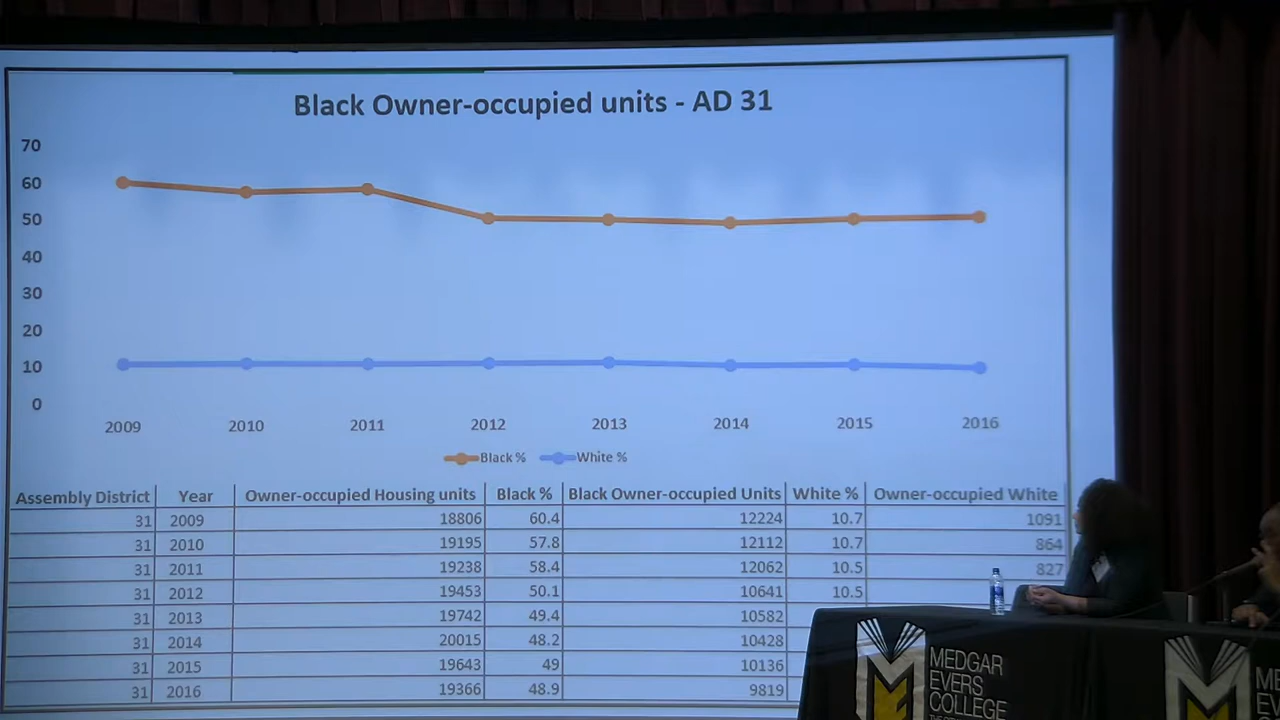 Black Owner-occupied units - AD 31
70
60
50
40
30
20
10
0
2009 2010 2011 2012 2013 2014 2015 2016
Black % White %
Assembly District Year Owner-occupied Housing units Black % Black Owner-occupied Units White % Owner-occupied White
31 2009 18806 60.4 12224 10.7 1091
31 2010 19195 57.8 12112 10.7 864
31 2011 19238 58.4 12062 10.5 827
31 2012 19453 50.1 10641 10.5
31 2013 19742 49.4 10582
31 2014 20015 48.2 10428
31 2015 19643 49 10136
31 2016 19366 48.9 9819
MEDGAR
EVERS
COLLEGE